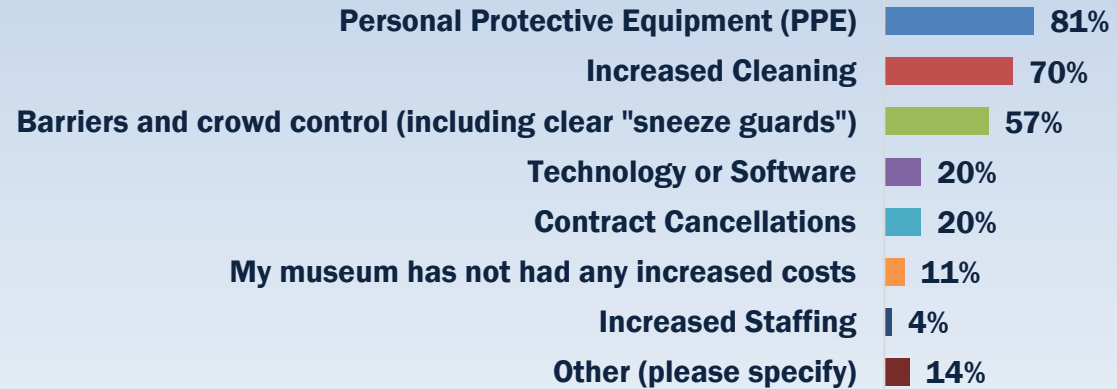 Personal Protective Equipment (PPE) 81%
Increased Cleaning 70%
Barriers and crowd control (including clear "sneeze guards") 57%
Technology or Software 20%
Contract Cancellations 20%
My museum has not had any increased costs 11%
Increased Staffing 4%
Other (please specify) 14%